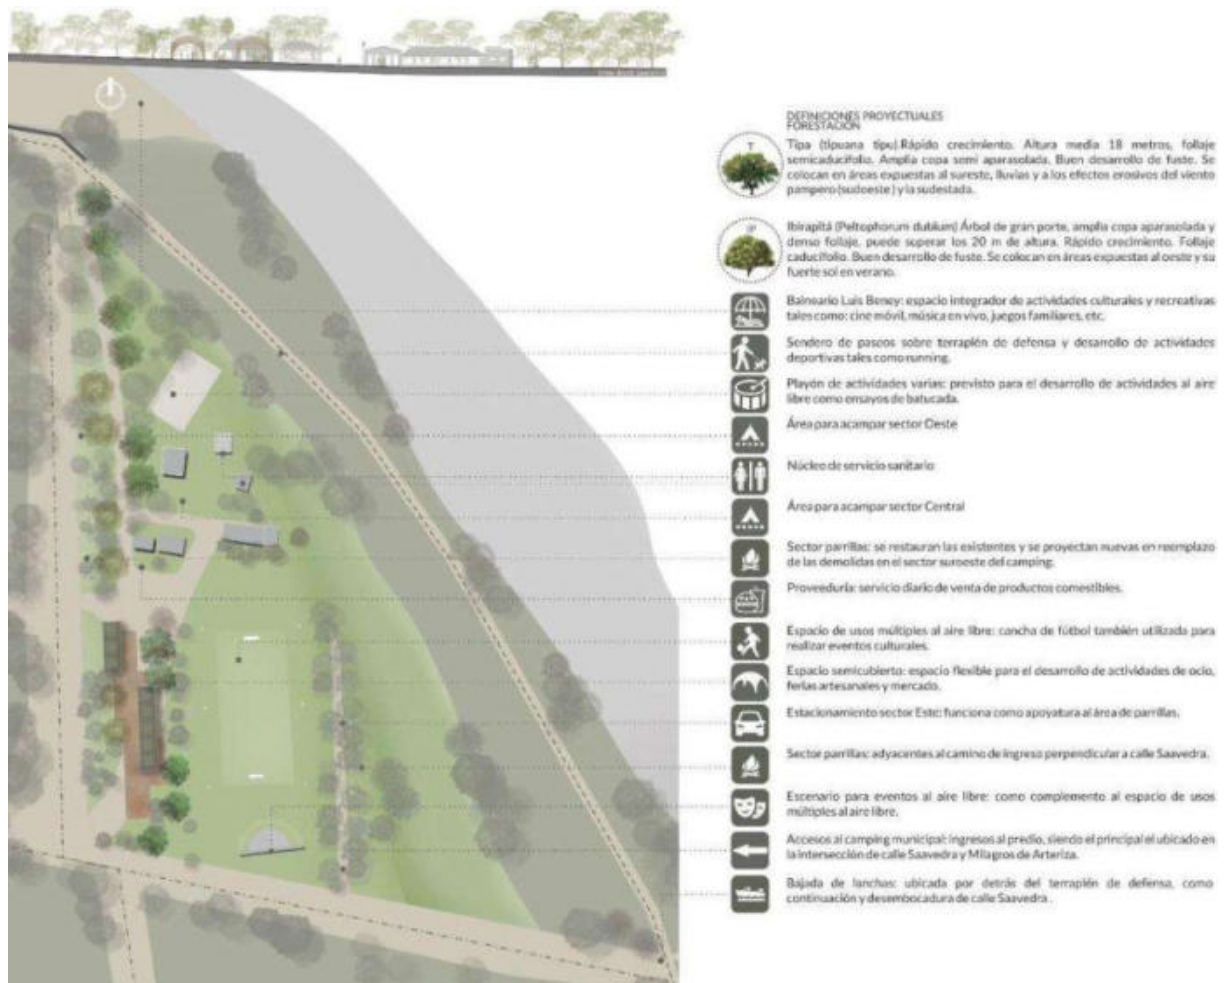 DEFINICIONES PROYECTUALES
FORESTACIÓN
T
Tipa (tipuana tipu).Rápido crecimiento. Altura media 18 metros, follaje
semicaducifolio. Amplia copa semi aparasolada. Buen desarrollo de fuste. Se
colocan en áreas expuestas al sureste, lluvias y a los efectos erosivos del viento
pampero (sudoeste) y la sudestada.
Ibirapitá (Peltophorum dubium) Árbol de gran porte, amplia copa aparasolada y
denso follaje, puede superar los 20 m de altura. Rápido crecimiento. Follaje
caducifolio. Buen desarrollo de fuste. Se colocan en áreas expuestas al oeste y su
fuerte sol en verano.
Balneario Luis Beney: espacio integrador de actividades culturales y recreativas
tales como: cine móvil, música en vivo, juegos familiares, etc.
Sendero de paseos sobre terraplén de defensa y desarrollo de actividades
deportivas tales como running.
Playón de actividades varias: previsto para el desarrollo de actividades al aire
libre como ensayos de batucada.
Área para acampar sector Oeste
Núcleo de servicio sanitario
Área para acampar sector Central
Sector parrillas: se restauran las existentes y se proyectan nuevas en reemplazo
de las demolidas en el sector suroeste del camping.
Proveeduría: servicio diario de venta de productos comestibles.
Espacio de usos múltiples al aire libre: cancha de fútbol también utilizada para
realizar eventos culturales.
Espacio semicubierto: espacio flexible para el desarrollo de actividades de ocio,
ferias artesanales y mercado.
Estacionamiento sector Este: funciona como apoyatura al área de parrillas.
Sector parrillas: adyacentes al camino de ingreso perpendicular a calle Saavedra.
Escenario para eventos al aire libre: como complemento al espacio de usos
múltiples al aire libre.
Accesos al camping municipal: ingresos al predio, siendo el principal el ubicado en
la intersección de calle Saavedra y Milagros de Arteriza.
Bajada de lanchas: ubicada por detrás del terraplén de defensa, como
continuación y desembocadura de calle Saavedra .